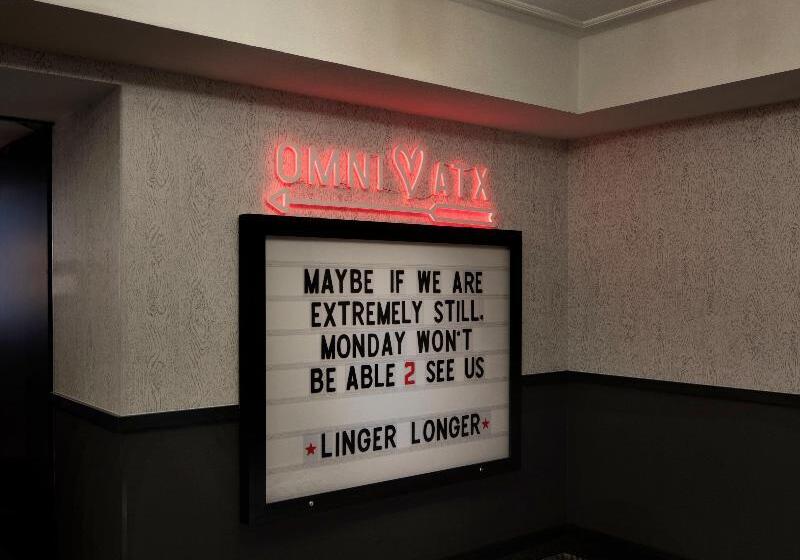 OMNI ATX
MAYBE IF WE ARE
EXTREMELY STILL,
MONDAY WON'T
BE ABLE 2 SEE US
LINGER LONGER